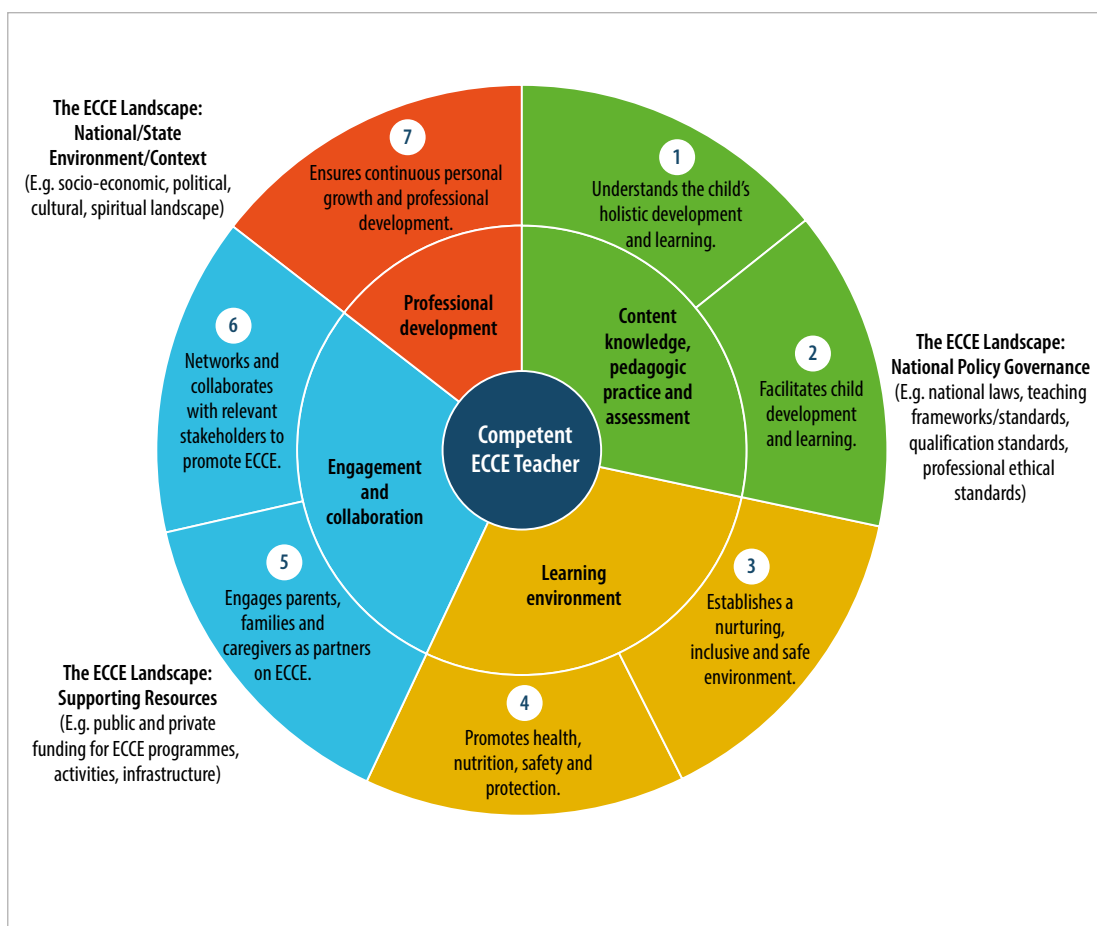 The ECCE Landscape:
National/State
Environment/Context
(E.g. socio-economic, political,
cultural, spiritual landscape)
7
Ensures continuous personal
growth and professional
development.
1
Understands the child's
holistic development
and learning.
Professional
development
Content
knowledge,
pedagogic
practice and
assessment
6
Networks and
collaborates
with relevant
stakeholders to
promote ECCE.
2
Facilitates child
development
and learning.
The ECCE Landscape:
National Policy Governance
(E.g. national laws, teaching
frameworks/standards,
qualification standards,
professional ethical
standards)
Competent
ECCE Teacher
Engagement
and
collaboration
Learning
environment
5
Engages parents,
families and
caregivers as partners
on ECCE.
3
Establishes a
nurturing,
inclusive and safe
environment.
The ECCE Landscape:
Supporting Resources
(E.g. public and private
funding for ECCE programmes,
activities, infrastructure)
4
Promotes health,
nutrition, safety and
protection.